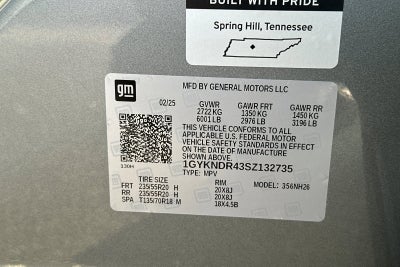 BUILT WITH PRIDE
Spring Hill, Tennessee
gm
MFD BY GENERAL MOTORS LLC
02/25 GVWR GAWR FRT GAWR RR
2722 KG 1350 KG 1450 KG
6001 LB 2976 LB 3196 LB
THIS VEHICLE CONFORMS TO ALL
APPLICABLE U.S. FEDERAL MOTOR
VEHICLE SAFETY STANDARDS IN EFFECT
ON THE DATE OF MANUFACTURE
SHOWN ABOVE.
1GYKNDR43SZ132735
TYPE: MPV
TIRE SIZE RIM MODEL: 356NH26
FRT 235/55R20 H 20X8J
RR 235/55R20 H 20X8J
SPA T135/70R18 M 18X4.5B